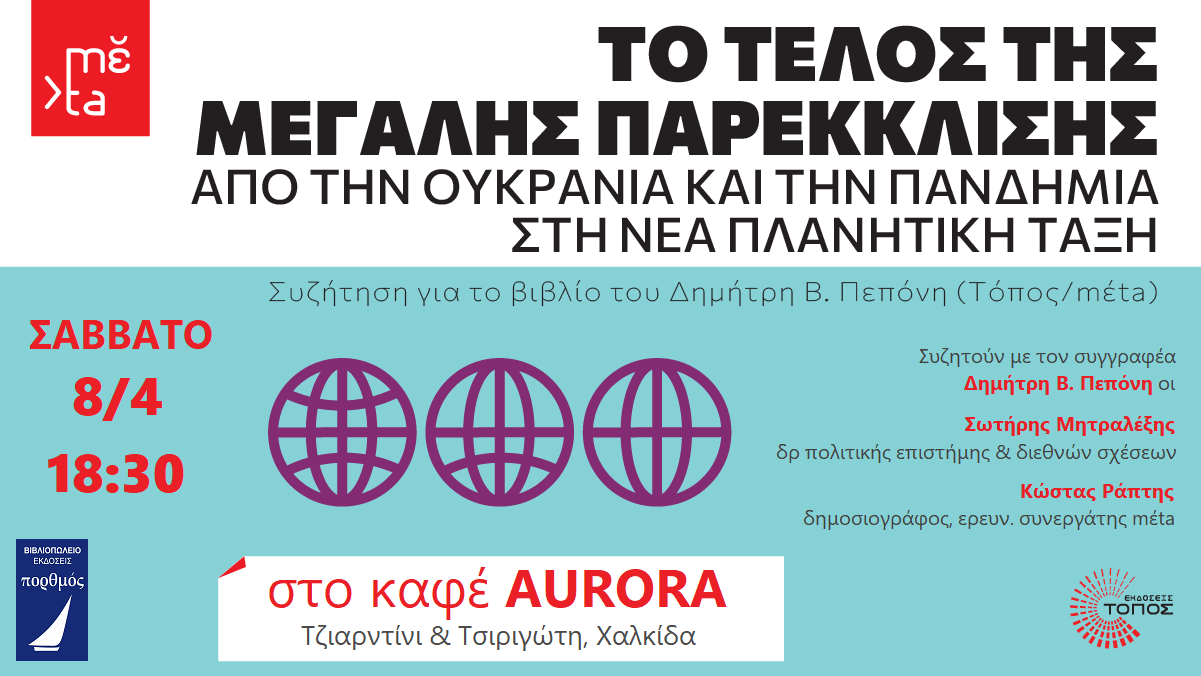 mĕ
ta
ΤΟ ΤΕΛΟΣ ΤΗΣ
ΜΕΓΑΛΗΣ ΠΑΡΕΚΚΛΙΣΗΣ
ΑΠΟ ΤΗΝ ΟΥΚΡΑΝΙΑ ΚΑΙ ΤΗΝ ΠΑΝΔΗΜΙΑ
ΣΤΗ ΝΕΑ ΠΛΑΝΗΤΙΚΗ ΤΑΞΗ
Συζήτηση για το βιβλίο του Δημήτρη Β. Πεπόνη (Τόπος/méta)
ΣΑΒΒΑΤΟ
8/4
18:30
Συζητούν με τον συγγραφέα
Δημήτρη Β. Πεπόνη οι
Σωτήρης Μητραλέξης
δρ πολιτικής επιστήμης & διεθνών σχέσεων
Κώστας Ράπτης
δημοσιογράφος, ερευν. συνεργάτης méta
ΒΙΒΛΙΟΠΩΛΕΙΟ
ΕΚΔΟΣΕΙΣ
πορθμός
στο καφέ AURORA
Τζιαρντίνι & Τσιριγώτη, Χαλκίδα
ΕΚΔΟΣΕΙΣ
ΤΟΠΟΣ